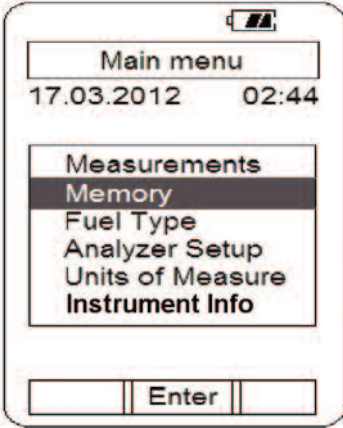 Main menu
17.03.2012 02:44
Measurements
Memory
Fuel Type
Analyzer Setup
Units of Measure
Instrument Info
Enter